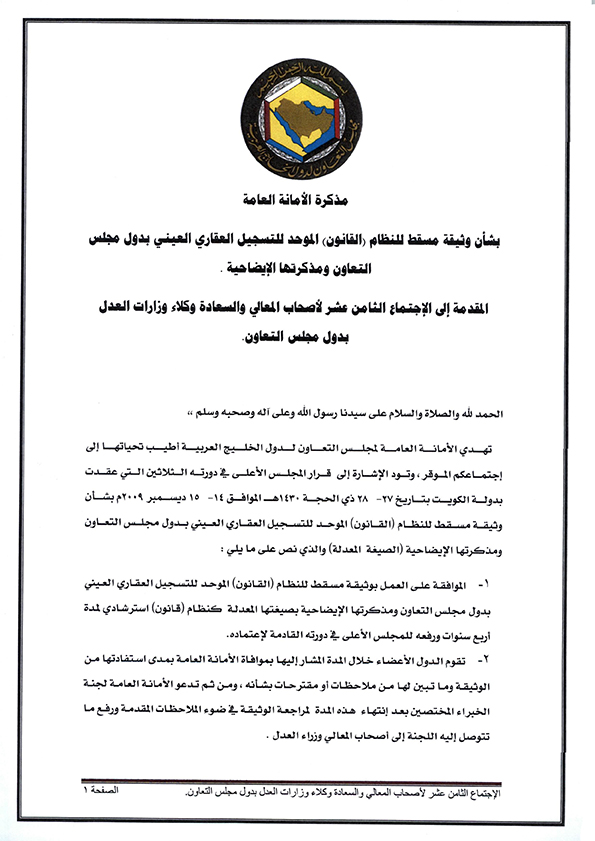 بسم الله الرحمن الرحيم
مجلس التعاون لدول الخليج العربية
مذكرة الأمانة العامة
بشأن وثيقة مسقط للنظام (القانون) الموحد للتسجيل العقاري العيني بدول مجلس
التعاون ومذكرتها الإيضاحية .
المقدمة إلى الإجتماع الثامن عشر لأصحاب المعالي والسعادة وكلاء وزارات العدل
بدول مجلس التعاون.
الحمد لله والصلاة والسلام على سيدنا رسول الله وعلى آله وصحبه وسلم ،،
تهدي الأمانة العامة لمجلس التعاون لدول الخليج العربية أطيب تحياتها إلى
إجتماعكم الموقر ، وتود الإشارة إلى قرار المجلس الأعلى في دورته الثلاثين التي عقدت
بدولة الكويت بتاريخ ٢٧- ٢٨ ذي الحجة ١٤٣٠هـ الموافق ١٤- ١٥ ديسمبر ٢٠٠٩م بشأن
وثيقة مسقط للنظام (القانون) الموحد للتسجيل العقاري العيني بدول مجلس التعاون
ومذكرتها الإيضاحية (الصيغة المعدلة) والذي نص على ما يلي :
١- الموافقة على العمل بوثيقة مسقط للنظام (القانون) الموحد للتسجيل العقاري العيني
بدول مجلس التعاون ومذكرتها الإيضاحية بصيغتها المعدلة كنظام (قانون) استرشادي لمدة
أربع سنوات ورفعه للمجلس الأعلى في دورته القادمة لإعتماده.
٢- تقوم الدول الأعضاء خلال المدة المشار إليها بموافاة الأمانة العامة بمدى استفادتها من
الوثيقة وما تبين لها من ملاحظات أو مقترحات بشأنه ، ومن ثم تدعو الأمانة العامة لجنة
الخبراء المختصين بعد إنتهاء هذه المدة لمراجعة الوثيقة في ضوء الملاحظات المقدمة ورفع ما
تتوصل إليه اللجنة إلى أصحاب المعالي وزراء العدل .
الإجتماع الثامن عشر لأصحاب المعالي والسعادة وكلاء وزارات العدل بدول مجلس التعاون. الصفحة ١